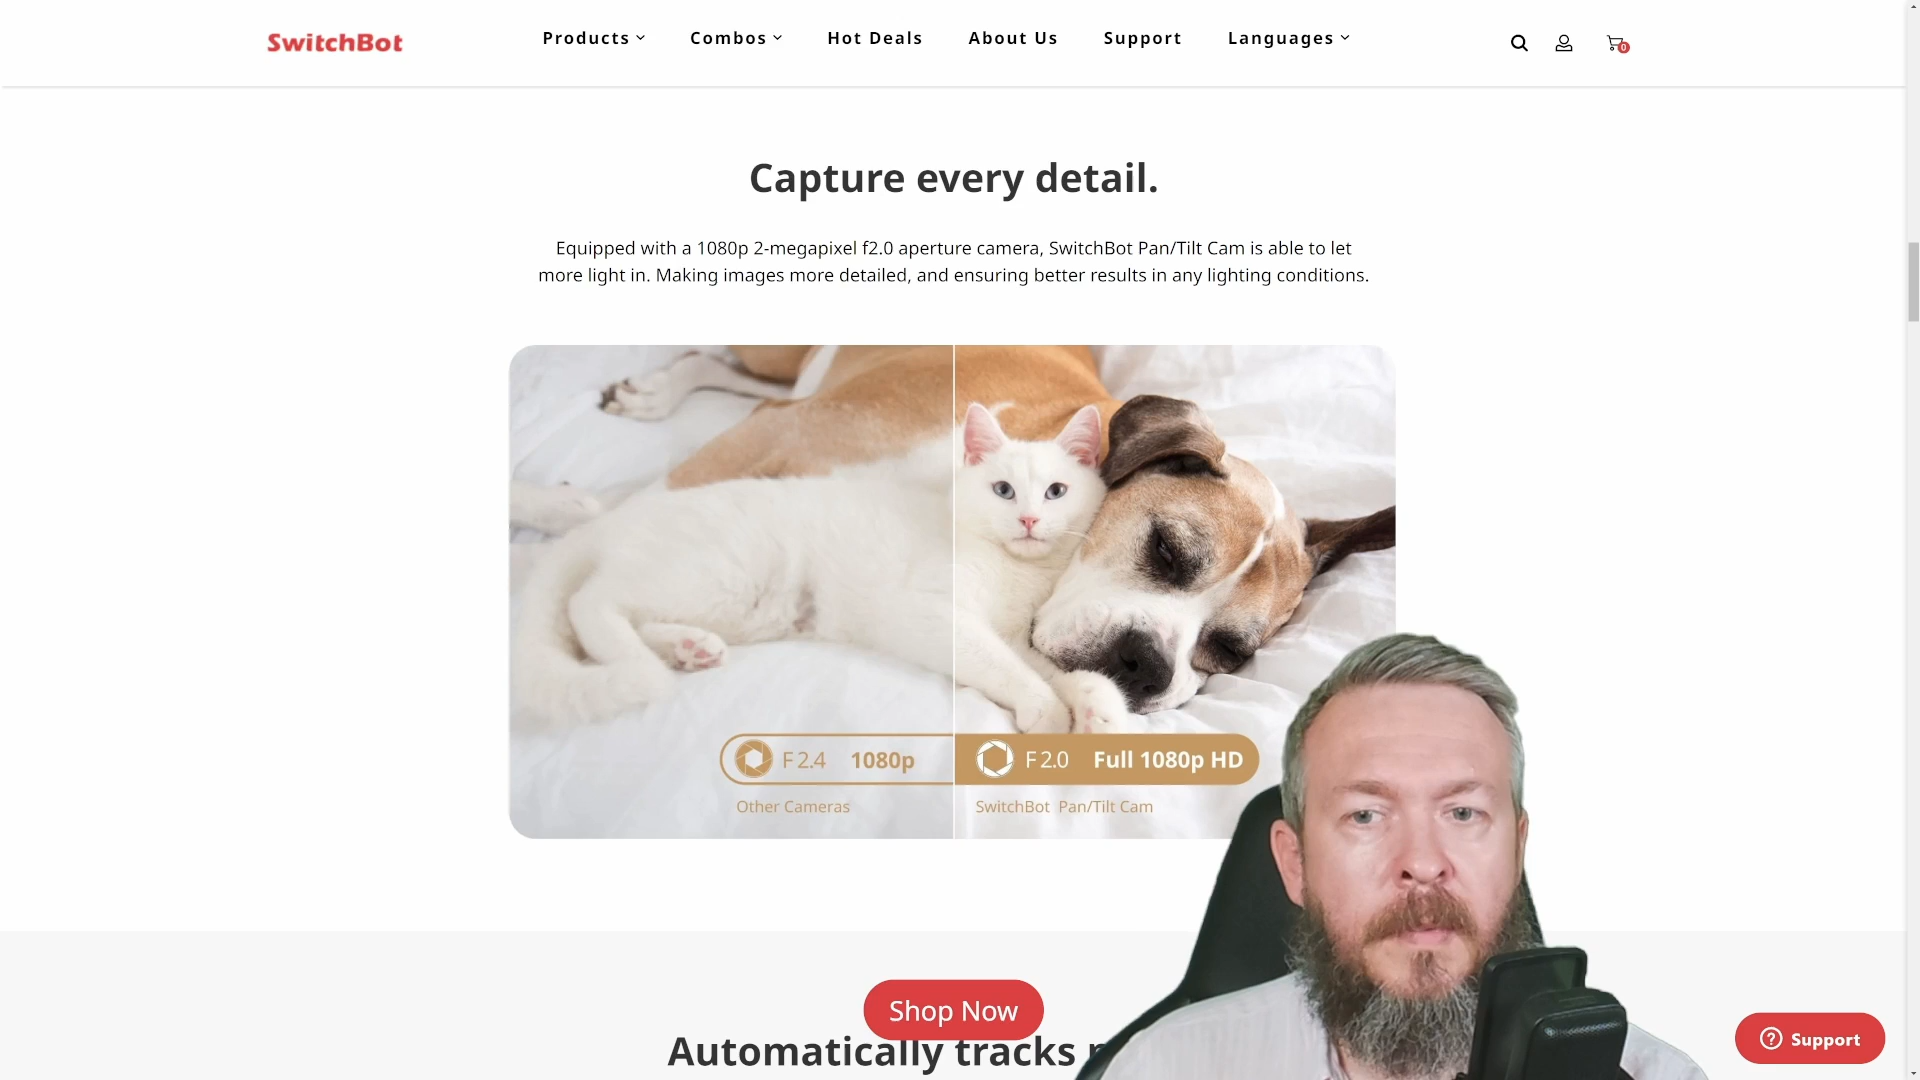 SwitchBot
Products
Combos
Hot Deals
About Us
Support
Languages
0
Capture every detail.
Equipped with a 1080p 2-megapixel f2.0 aperture camera, SwitchBot Pan/Tilt Cam is able to let
more light in. Making images more detailed, and ensuring better results in any lighting conditions.
F 2.4 1080p
F 2.0 Full 1080p HD
Other Cameras
SwitchBot Pan/Tilt Cam
Shop Now
Automatically tracks
Support